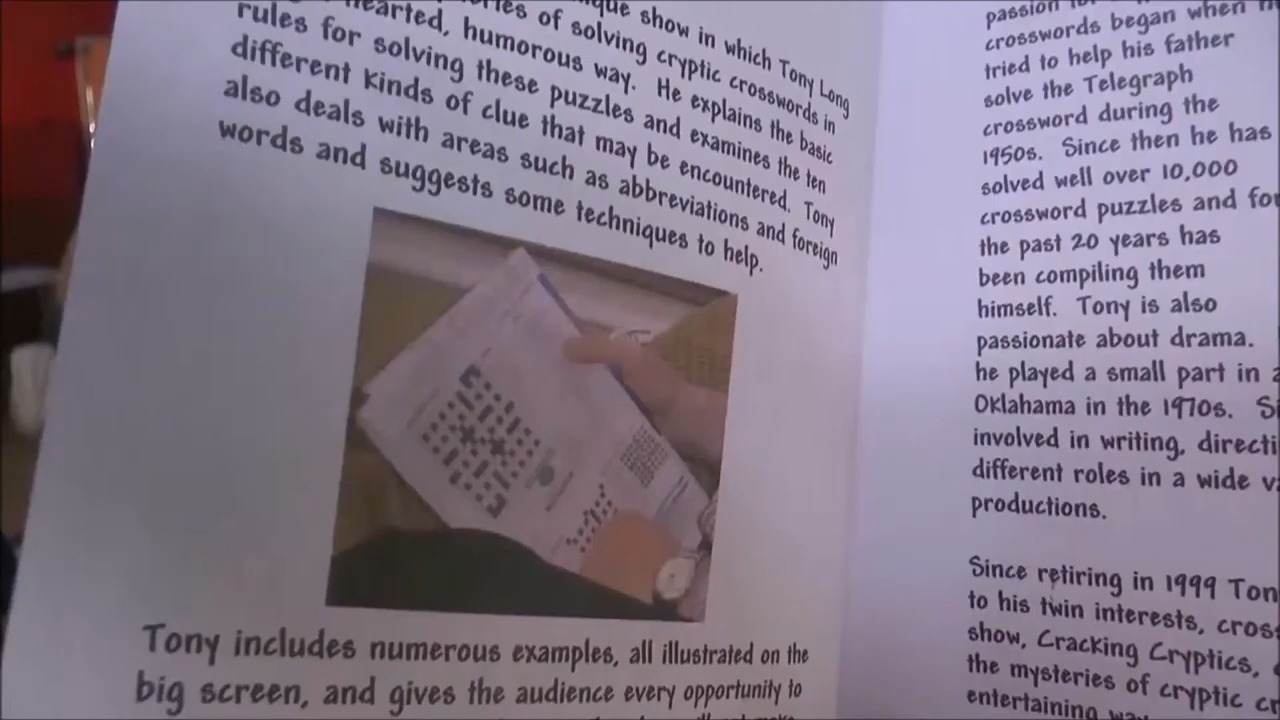 que show in which Tony Long
of solving cryptic crosswords in
hearted, humorous way. He explains the basic
rules for solving these puzzles and examines the ten
different kinds of clue that may be encountered. Tony
also deals with areas such as abbreviations and foreign
words and suggests some techniques to help.
Tony includes numerous examples, all illustrated on the
big screen, and gives the audience every opportunity to
passion
crosswords began when
tried to help his father
solve the Telegraph
crossword during the
1950s. Since then he has
solved well over 10,000
crossword puzzles and for
the past 20 years has
been compiling them
himself. Tony is also
passionate about drama.
he played a small part in a
Oklahoma in the 1970s. Si
involved in writing, directi
different roles in a wide va
productions.
Since retiring in 1999 Ton
to his twin interests, cross
show, Cracking Cryptics,
the mysteries of cryptic cr
entertaining way